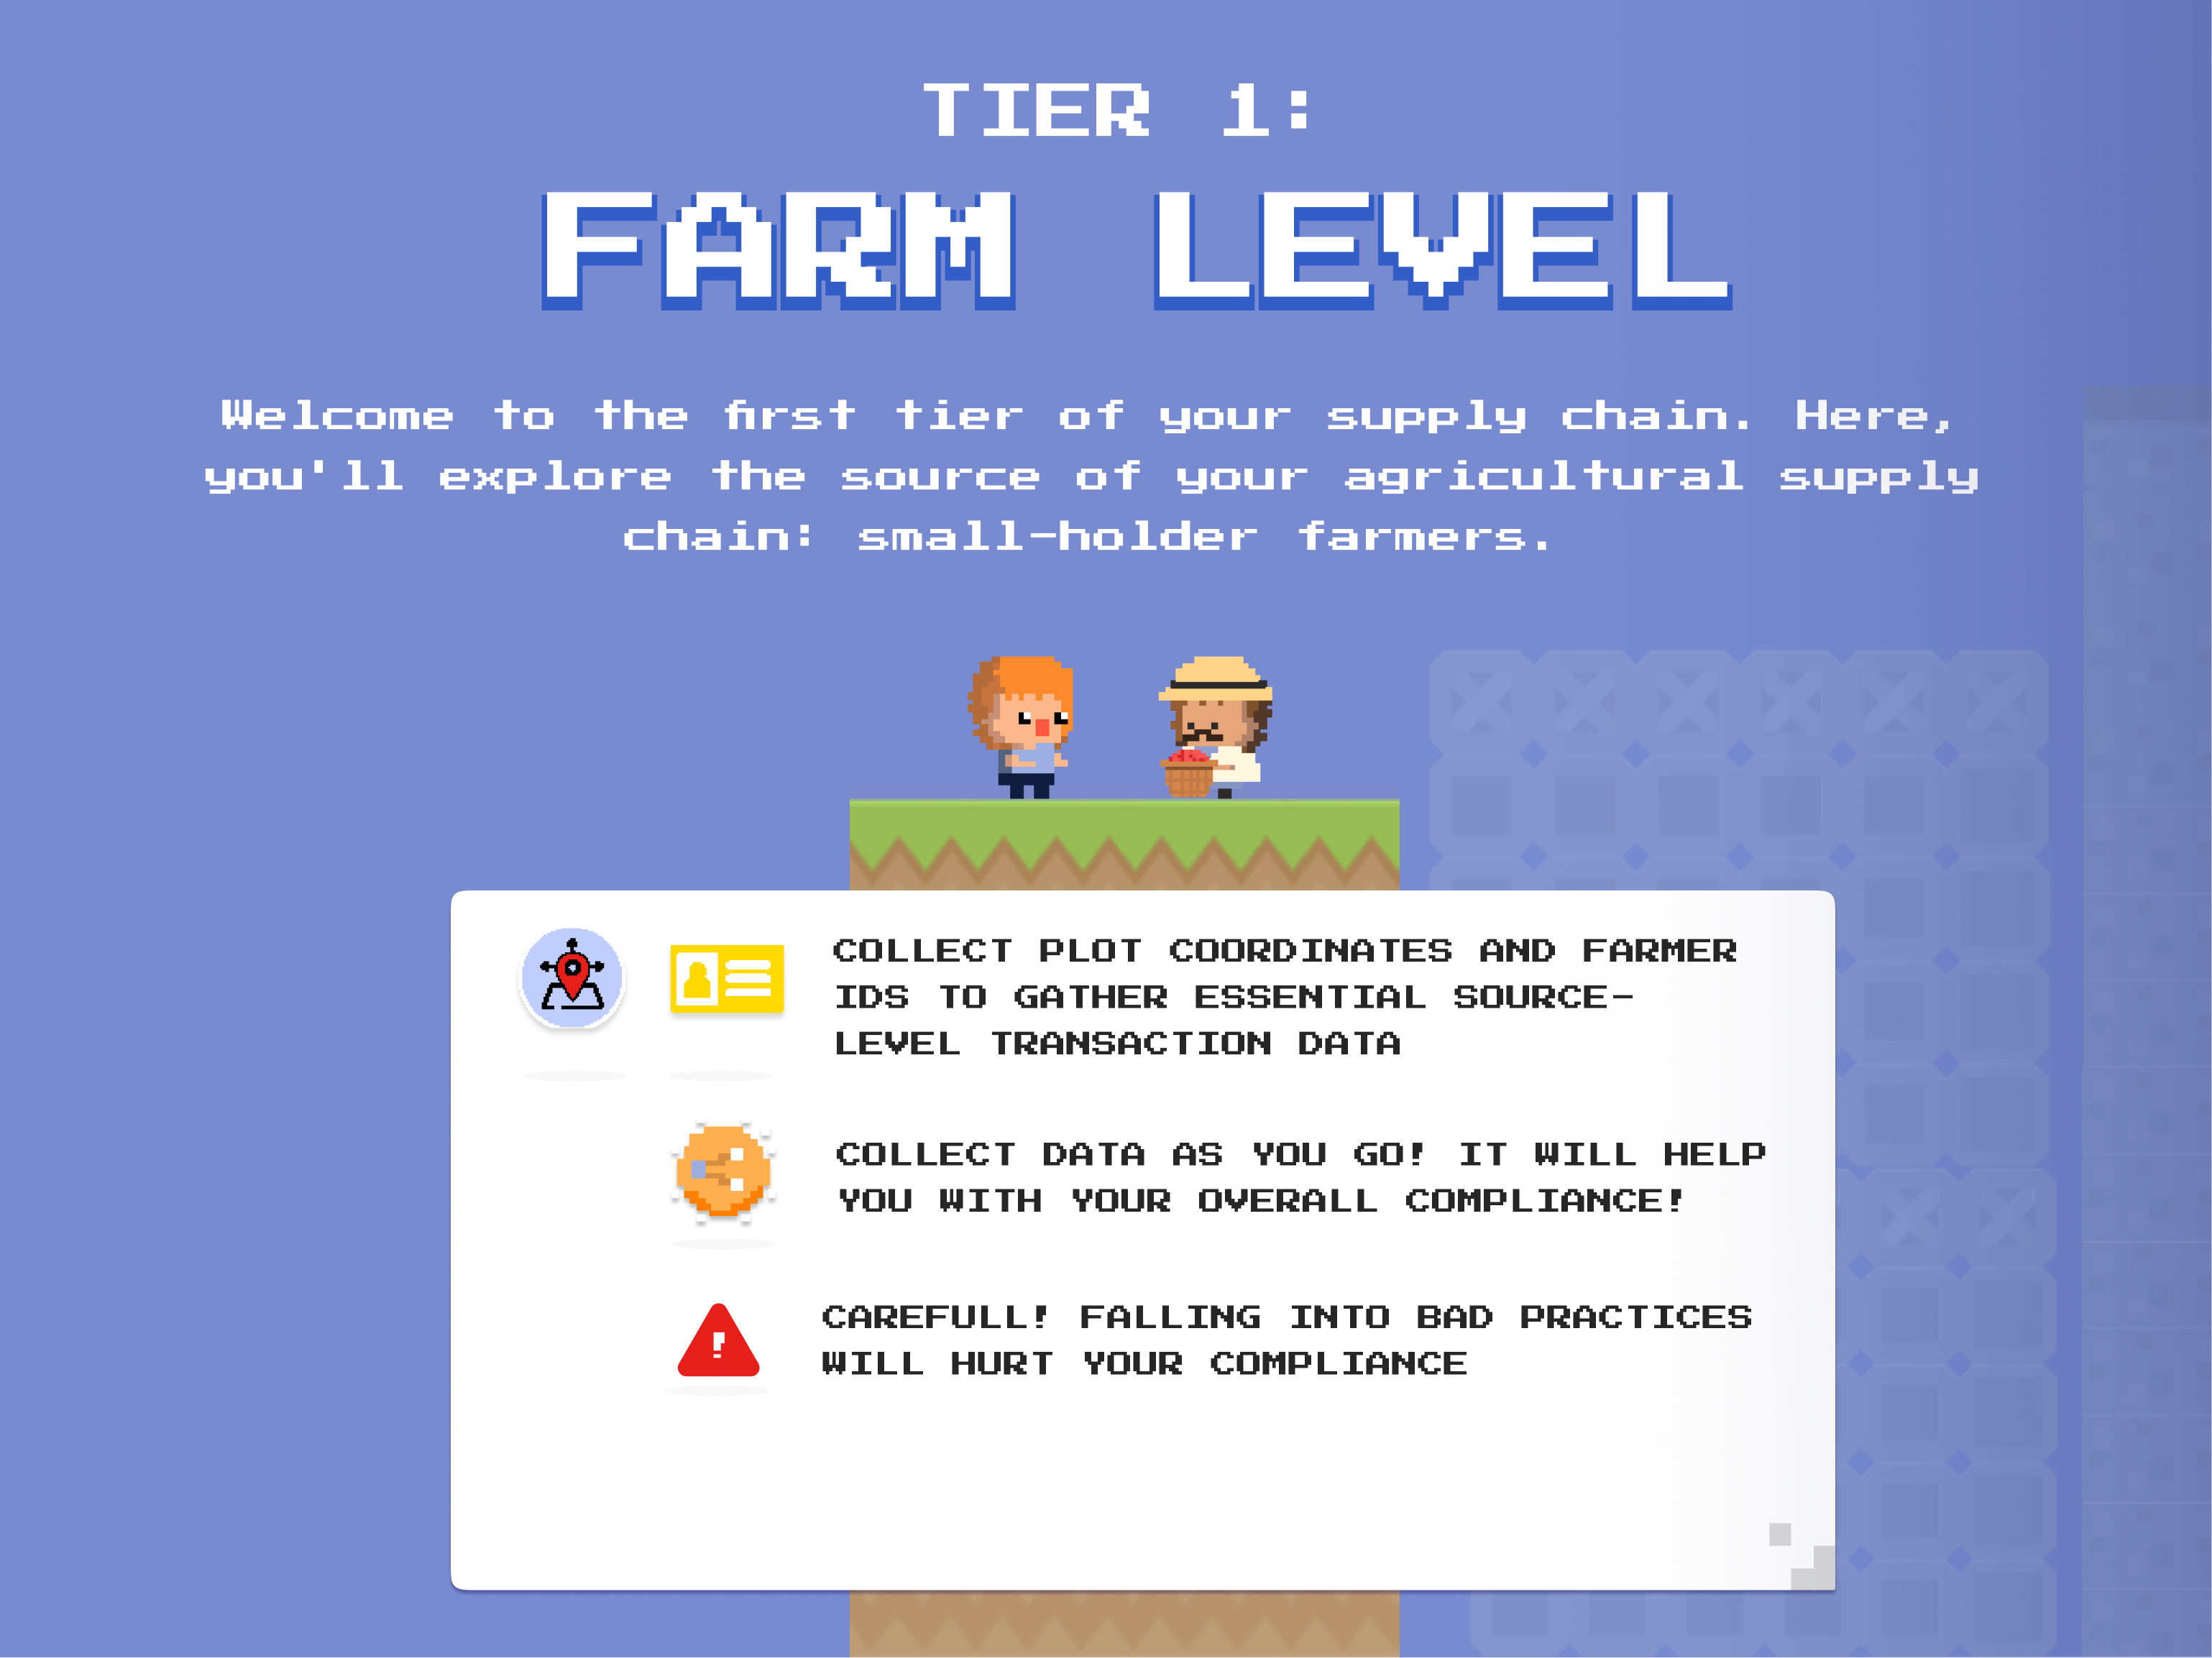 TIER 1:
FARM LEVEL
Welcome to the first tier of your supply chain. Here,
you'll explore the source of your agricultural supply
chain: small-holder farmers.
COLLECT PLOT COORDINATES AND FARMER
IDS TO GATHER ESSENTIAL SOURCE-
LEVEL TRANSACTION DATA
COLLECT DATA AS YOU GO! IT WILL HELP
YOU WITH YOUR OVERALL COMPLIANCE!
CAREFULL! FALLING INTO BAD PRACTICES
WILL HURT YOUR COMPLIANCE